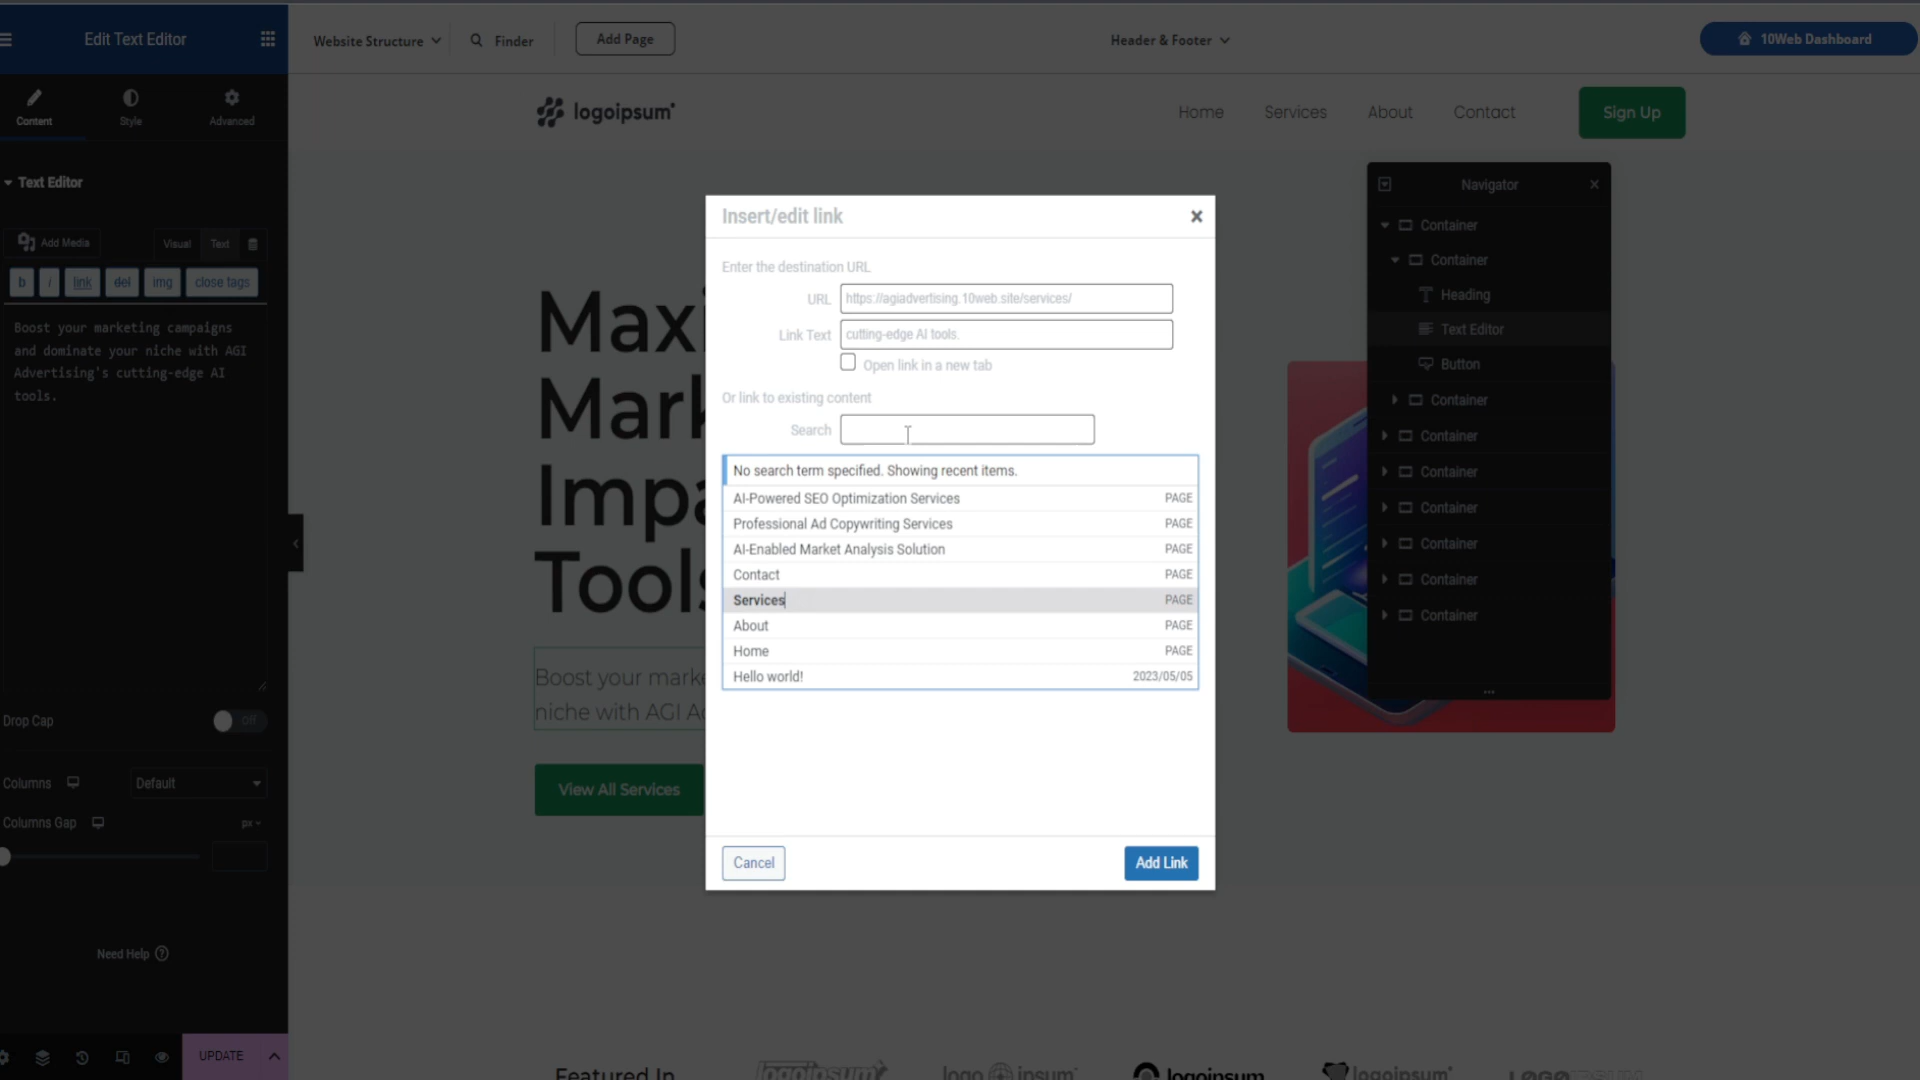 Edit Text Editor
Website Structure
Finder
Add Page
Header & Footer
10Web Dashboard
Content
Style
Advanced
logoipsum
Home
Services
About
Contact
Sign Up
Text Editor
Add Media
Visual
Text
b
i
link
del
img
close tags
Boost your marketing campaigns
and dominate your niche with AGI
Advertising's cutting-edge AI
tools.
Drop Cap
Off
Columns
Default
Columns Gap
px
Need Help
UPDATE
Maxi
Mark
Impa
Tools
Boost your marke
niche with AGI A
View All Services
Insert/edit link
Enter the destination URL
URL
https://agiadvertising.10web.site/services/
Link Text
cutting-edge AI tools.
Open link in a new tab
Or link to existing content
Search
No search term specified. Showing recent items.
AI-Powered SEO Optimization Services PAGE
Professional Ad Copywriting Services PAGE
AI-Enabled Market Analysis Solution PAGE
Contact PAGE
Services PAGE
About PAGE
Home PAGE
Hello world! 2023/05/05
Cancel
Add Link
Navigator
Container
Container
Heading
Text Editor
Button
Container
Container
Container
Container
Container
Container
Container
Featured In
logoipsum
logo ipsum
logoipsum
logoipsum
LOGOIPSUM